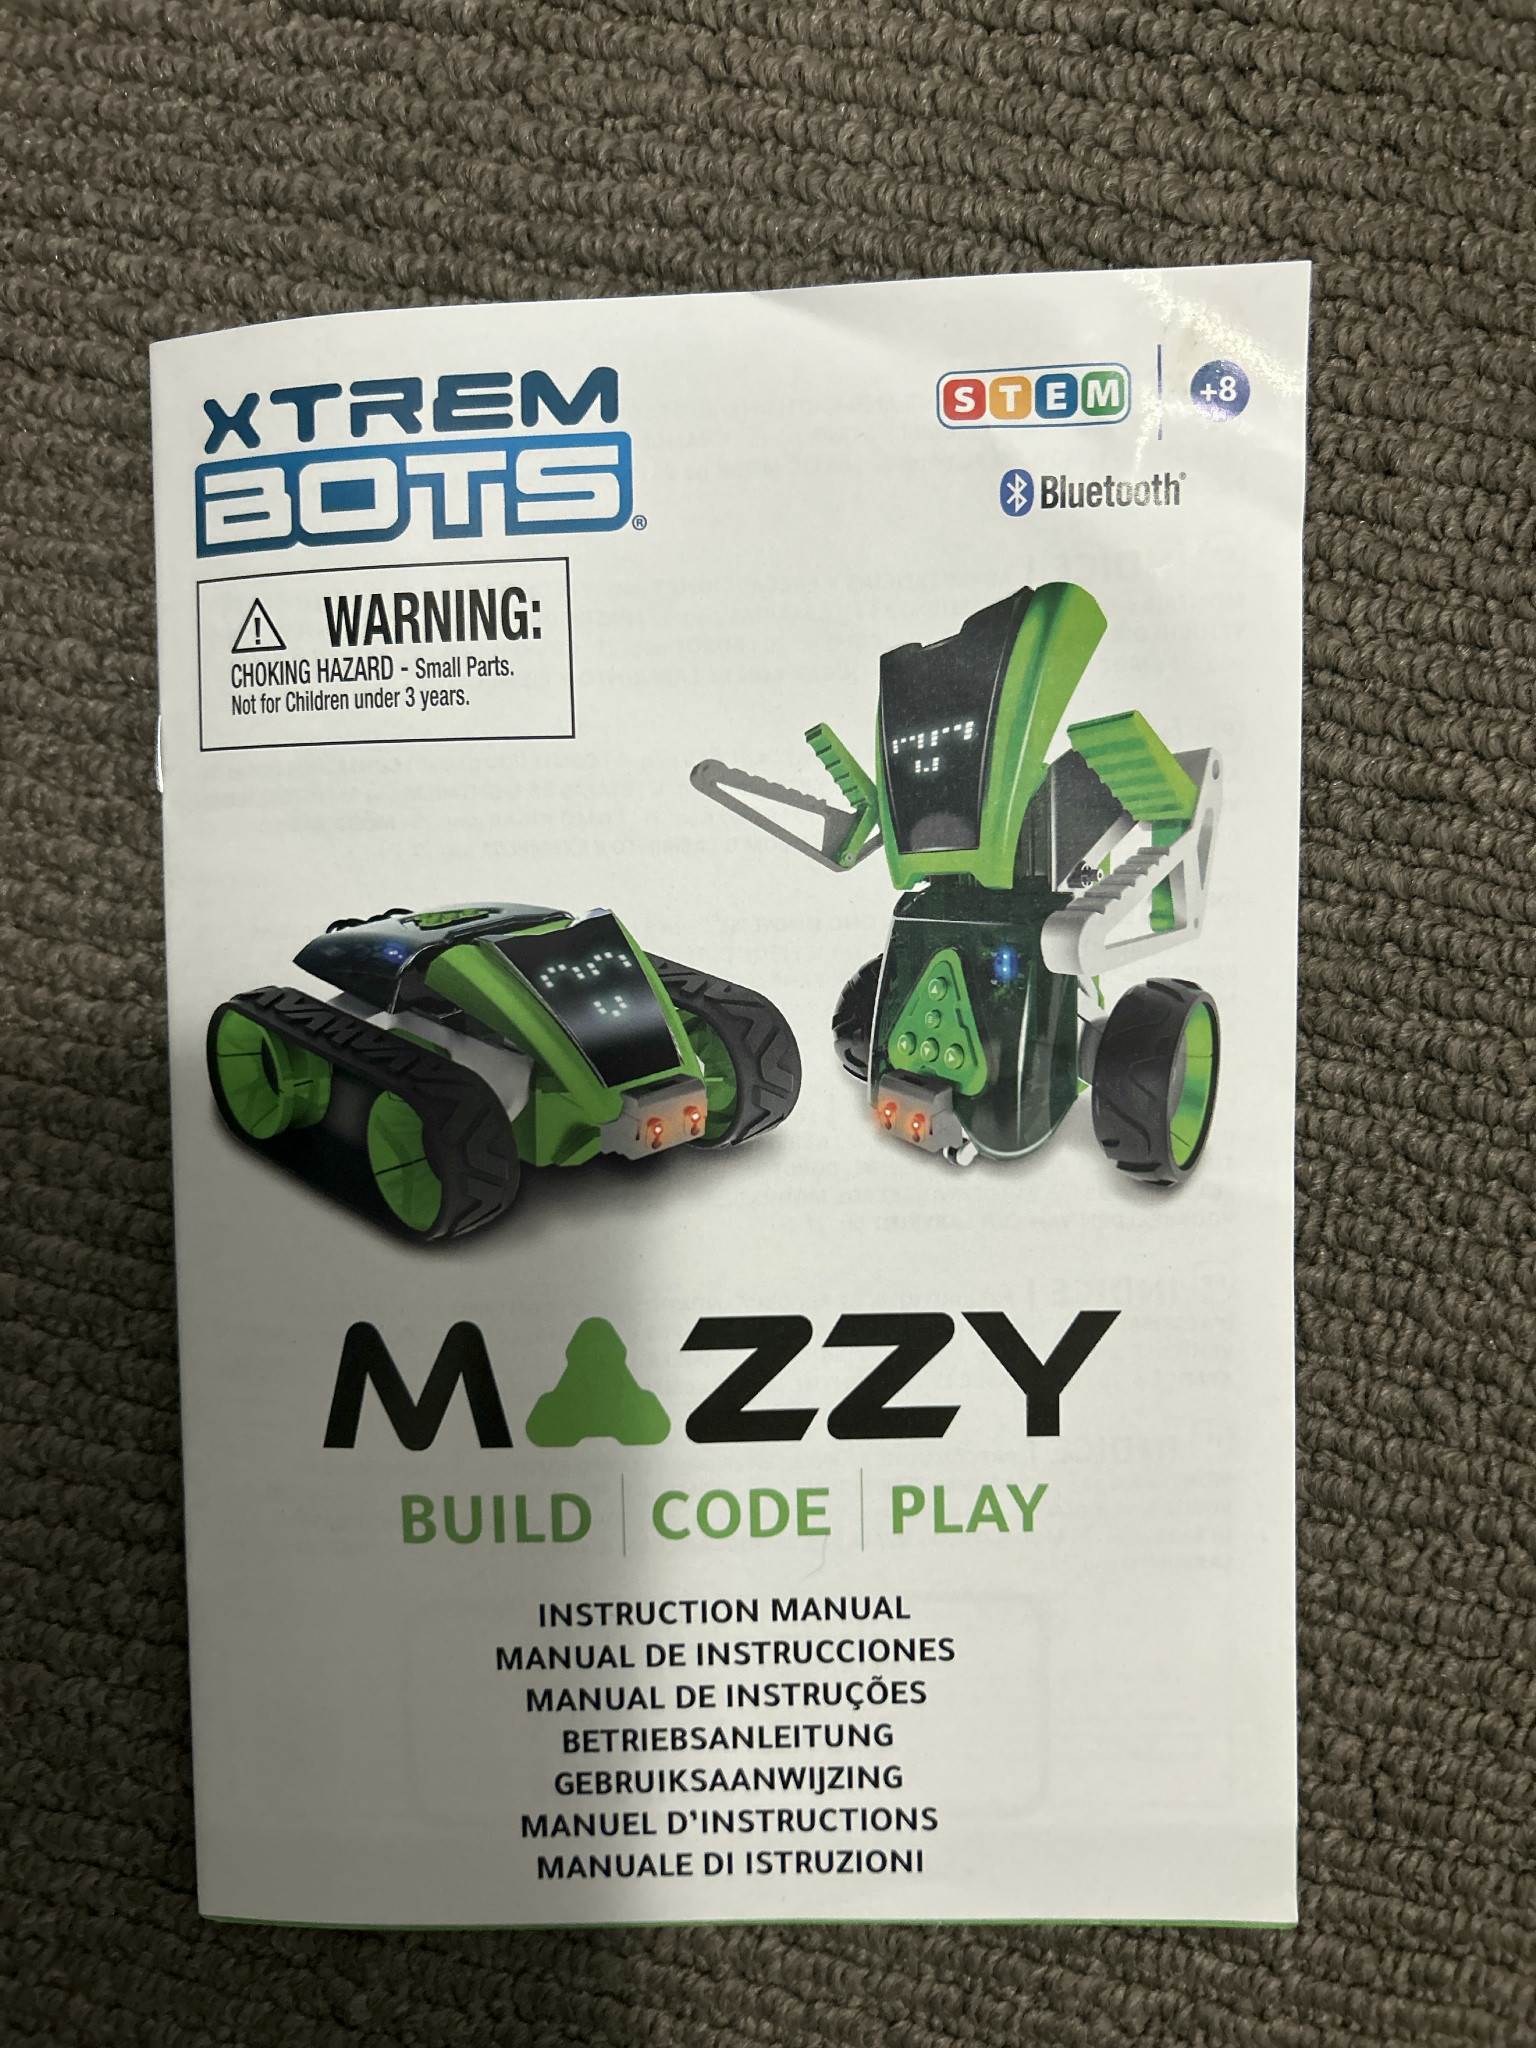 XTREM
BOTS®
STEM
+8
Bluetooth®
WARNING:
CHOKING HAZARD - Small Parts.
Not for Children under 3 years.
MAZZY
BUILD | CODE | PLAY
INSTRUCTION MANUAL
MANUAL DE INSTRUCCIONES
MANUAL DE INSTRUÇÕES
BETRIEBSANLEITUNG
GEBRUIKSAANWIJZING
MANUEL D'INSTRUCTIONS
MANUALE DI ISTRUZIONI